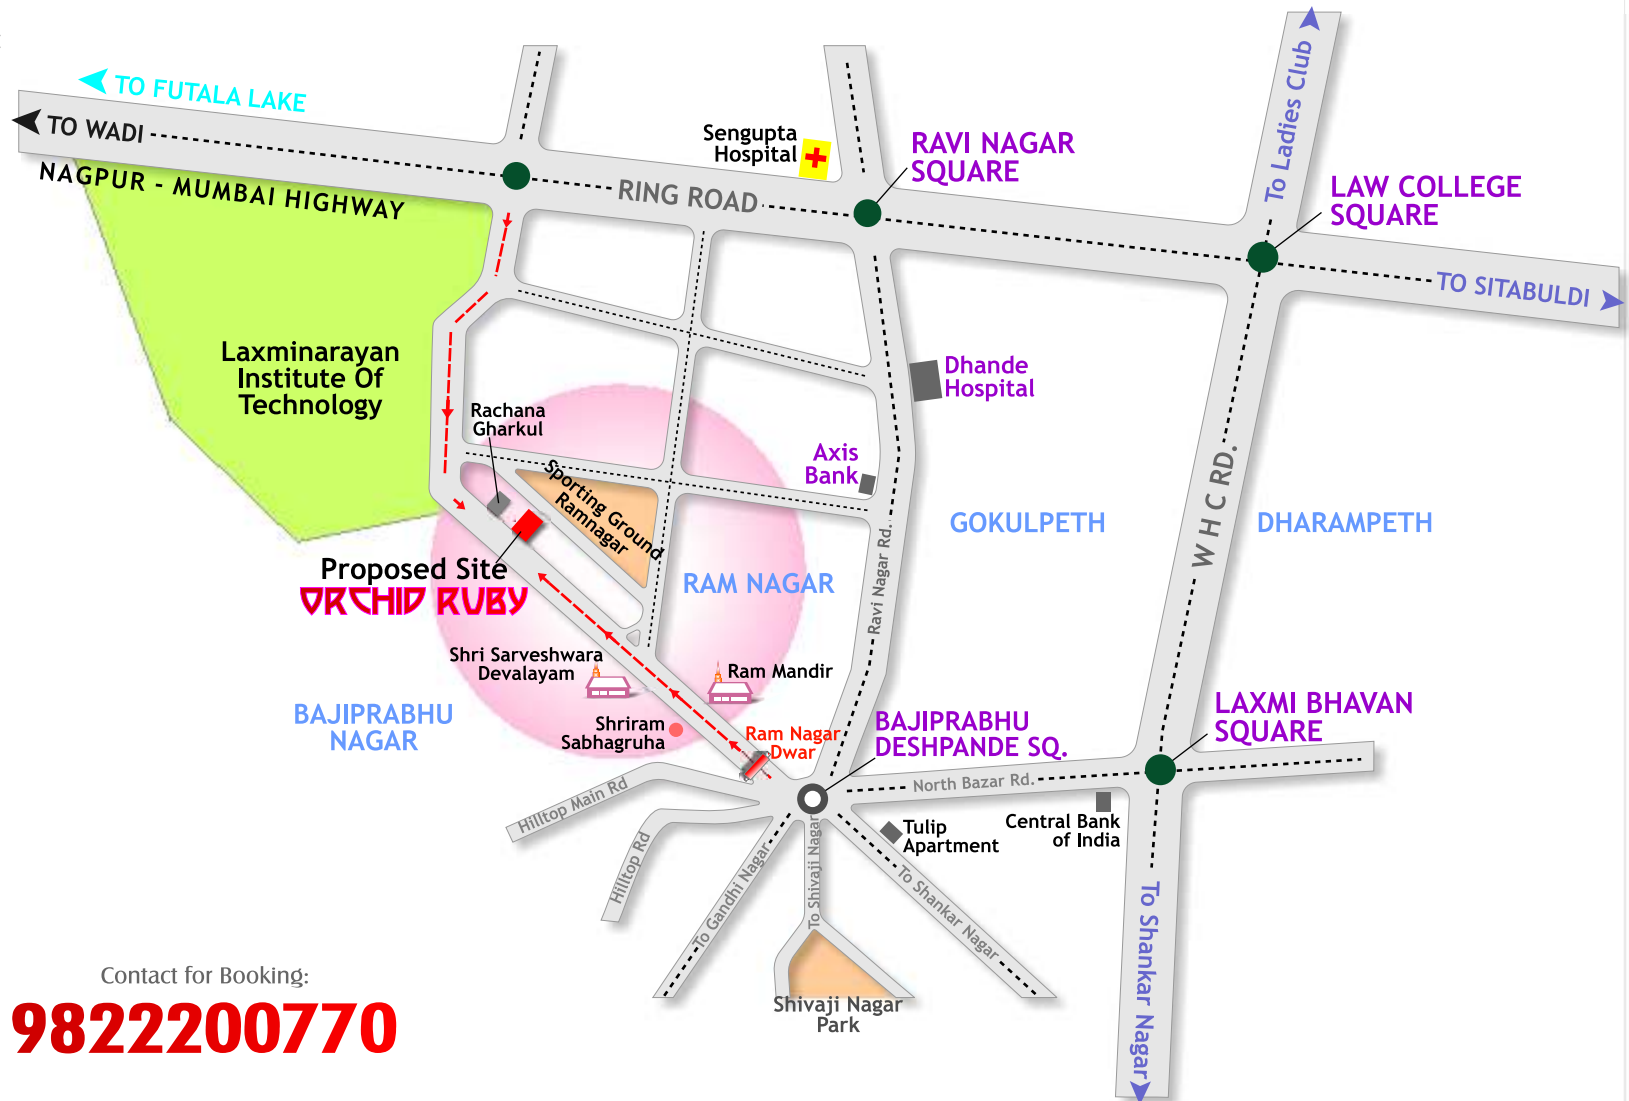 TO FUTALA LAKE
TO WADI
NAGPUR - MUMBAI HIGHWAY
RING ROAD
Sengupta
Hospital
RAVI NAGAR
SQUARE
To Ladies Club
LAW COLLEGE
SQUARE
TO SITABULDI
Laxminarayan
Institute Of
Technology
Rachana
Gharkul
Sporting Ground
Ramnagar
Dhande
Hospital
Axis
Bank
Ravi Nagar Rd.
GOKULPETH
W H C RD.
DHARAMPETH
Proposed Site
ORCHID RUBY
RAM NAGAR
Shri Sarveshwara
Devalayam
Ram Mandir
BAJIPRABHU
NAGAR
Shriram
Sabhagruha
Ram Nagar
Dwar
BAJIPRABHU
DESHPANDE SQ.
LAXMI BHAVAN
SQUARE
North Bazar Rd.
Hilltop Main Rd
Hilltop Rd
To Gandhi Nagar
To Shivaji Nagar
Tulip
Apartment
To Shankar Nagar
Central Bank
of India
To Shankar Nagar
Shivaji Nagar
Park
Contact for Booking:
9822200770